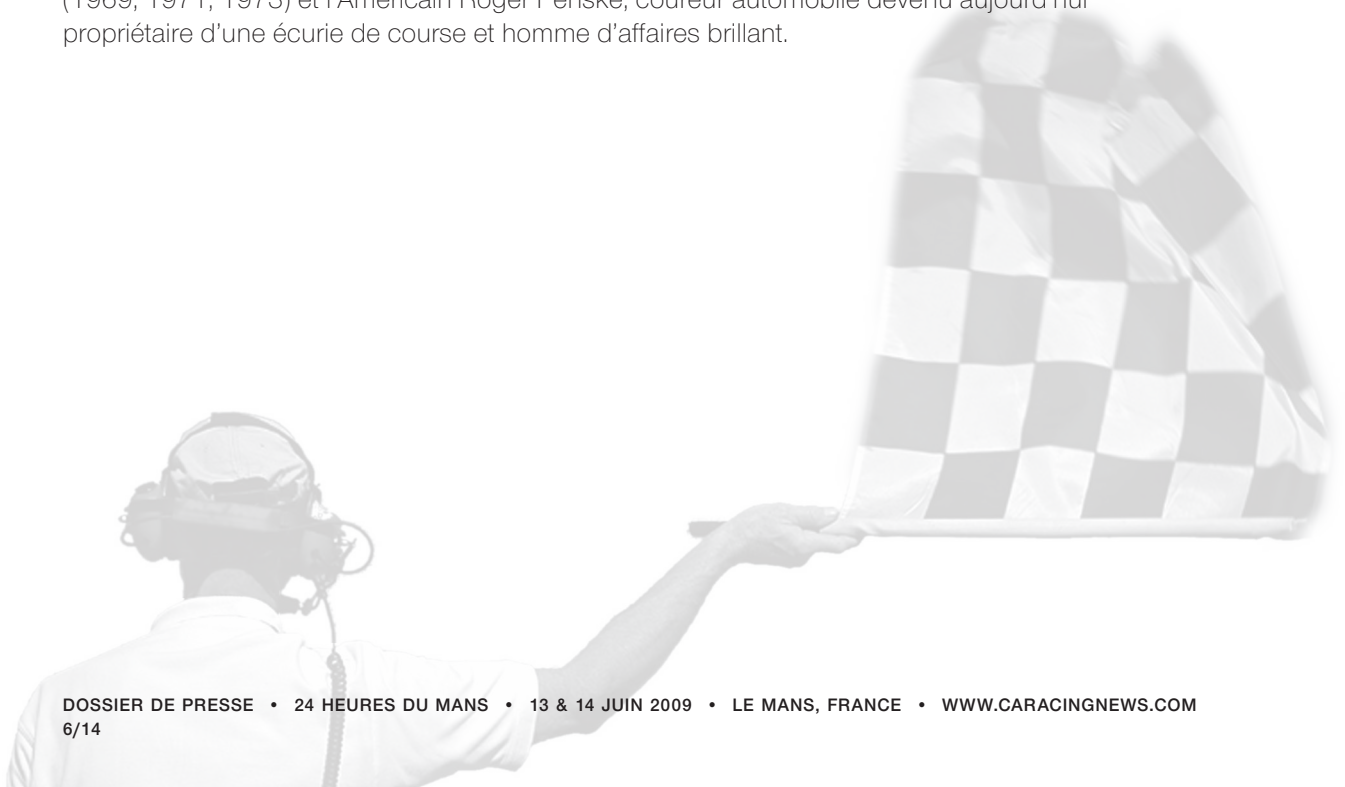 (1969, 1971, 1973) et l'Américain Roger Penske, coureur automobile devenu aujourd'hui
propriétaire d'une écurie de course et homme d'affaires brillant.
DOSSIER DE PRESSE • 24 HEURES DU MANS • 13 & 14 JUIN 2009 • LE MANS, FRANCE • WWW.CARACINGNEWS.COM
6/14